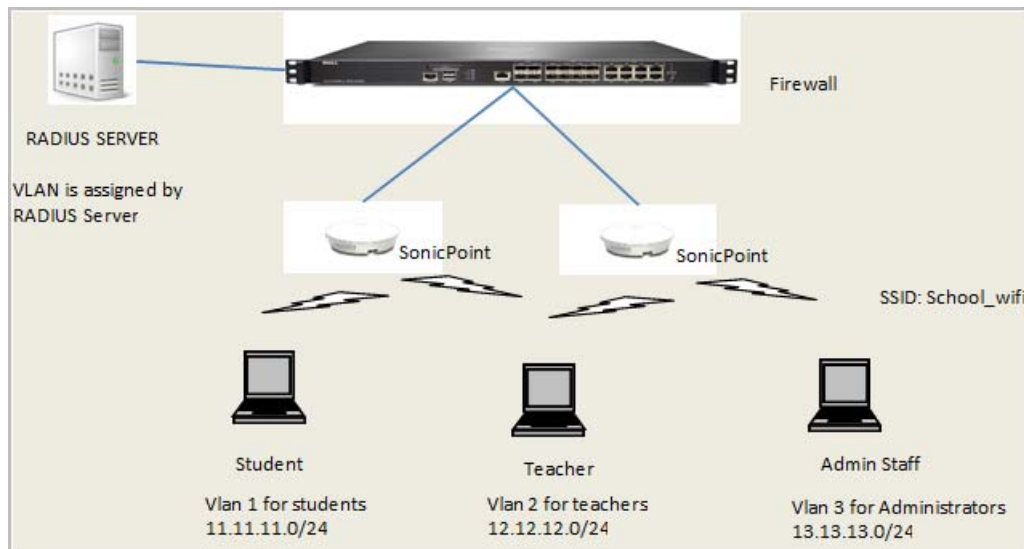 Firewall
RADIUS SERVER
VLAN is assigned by
RADIUS Server
SonicPoint
SonicPoint
SSID: School_wifi
Student
Teacher
Admin Staff
Vlan 1 for students
11.11.11.0/24
Vlan 2 for teachers
12.12.12.0/24
Vlan 3 for Administrators
13.13.13.0/24